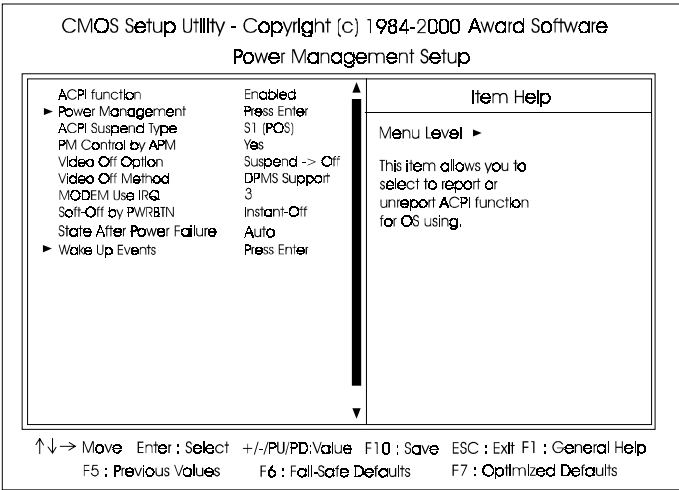 CMOS Setup Utility - Copyright (c) 1984-2000 Award Software
Power Management Setup
ACPI function Enabled
► Power Management Press Enter
ACPI Suspend Type S1 (POS)
PM Control by APM Yes
Video Off Option Suspend -> Off
Video Off Method DPMS Support
MODEM Use IRQ 3
Soft-Off by PWRBTN Instant-Off
State After Power Failure Auto
► Wake Up Events Press Enter
Item Help
Menu Level ►
This item allows you to
select to report or
unreport ACPI function
for OS using.
↑↓→ Move Enter : Select +/-/PU/PD:Value F10 : Save ESC : Exit F1 : General Help
F5 : Previous Values F6 : Fail-Safe Defaults F7 : Optimized Defaults